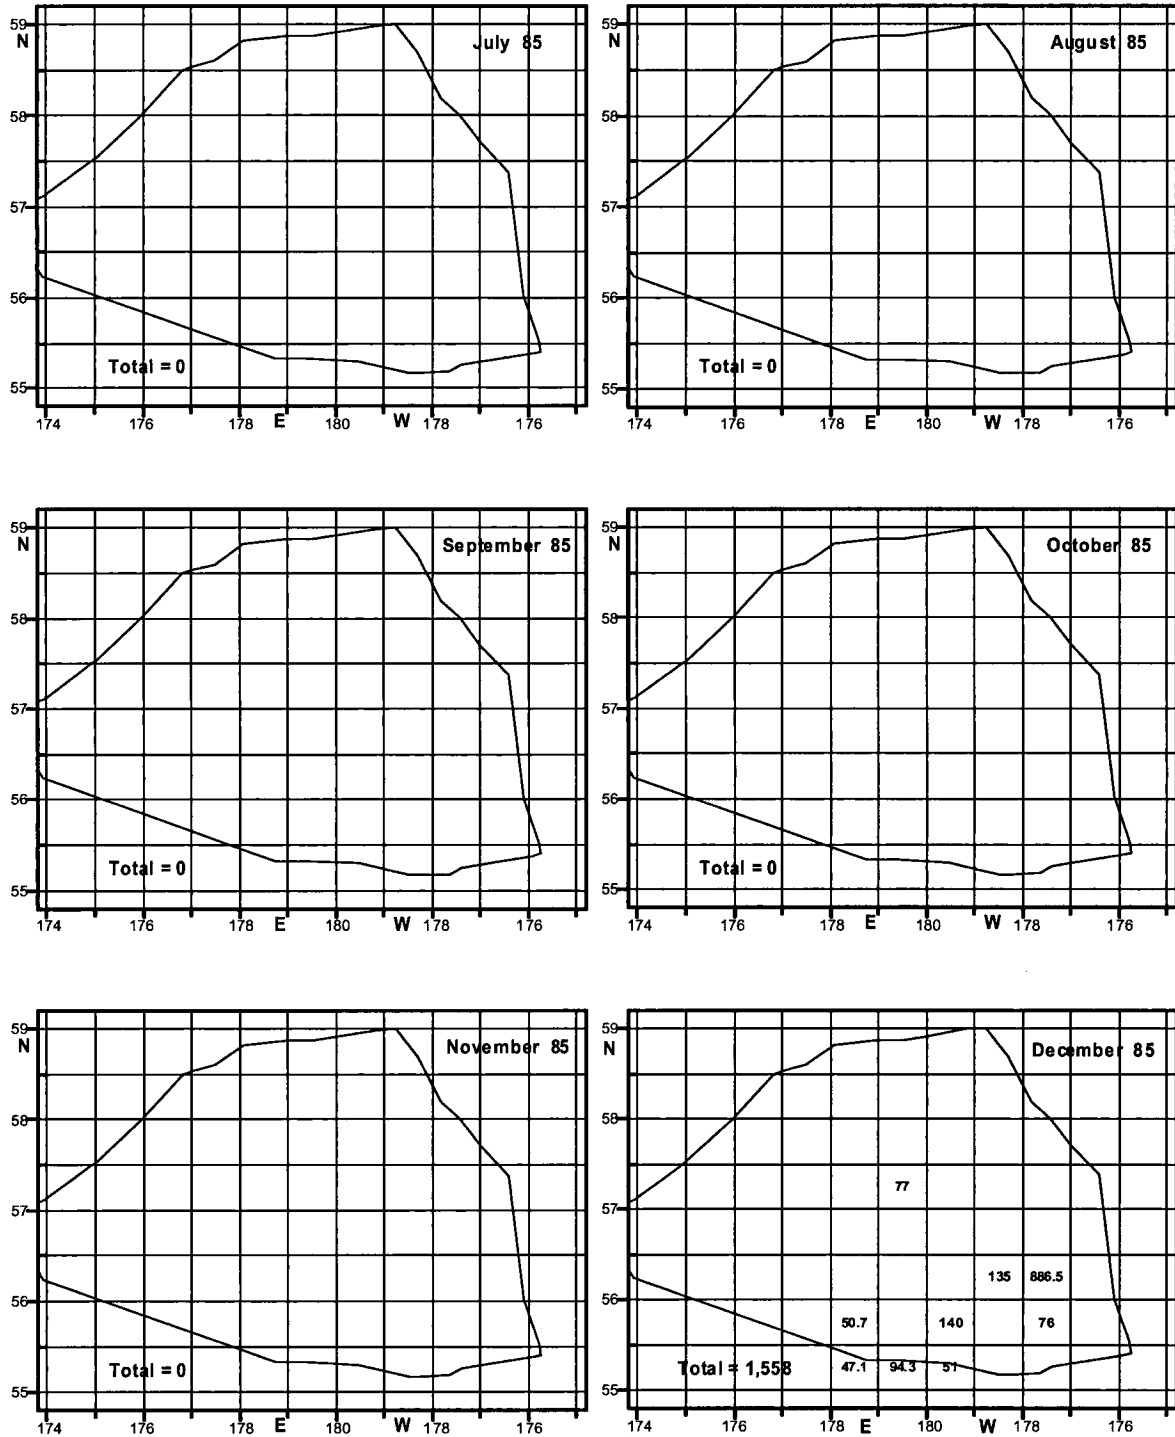 59
N
July 85
58
57
56
Total = 0
55
174 176 178 E 180 W 178 176
59
N
August 85
58
57
56
Total = 0
55
174 176 178 E 180 W 178 176
59
N
September 85
58
57
56
Total = 0
55
174 176 178 E 180 W 178 176
59
N
October 85
58
57
56
Total = 0
55
174 176 178 E 180 W 178 176
59
N
November 85
58
57
56
Total = 0
55
174 176 178 E 180 W 178 176
59
N
December 85
58
77
57
135 886.5
56
50.7 140 76
Total = 1,558 47.1 94.3 51
55
174 176 178 E 180 W 178 176